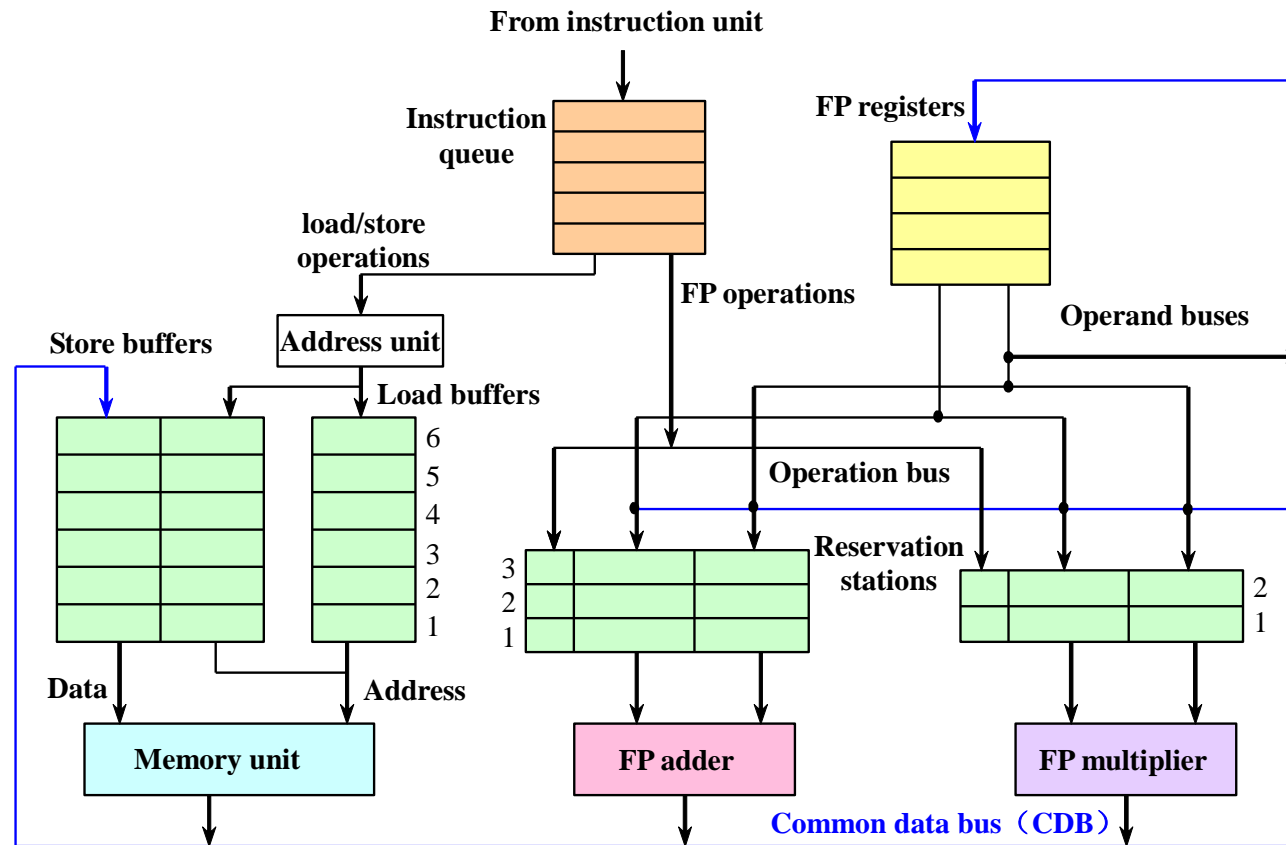 From instruction unit
Instruction
queue
FP registers
load/store
operations
FP operations
Operand buses
Store buffers
Address unit
Load buffers
6
5
4
3
2
1
Operation bus
Reservation
stations
3
2
1
2
1
Data
Address
Memory unit
FP adder
FP multiplier
Common data bus（CDB）